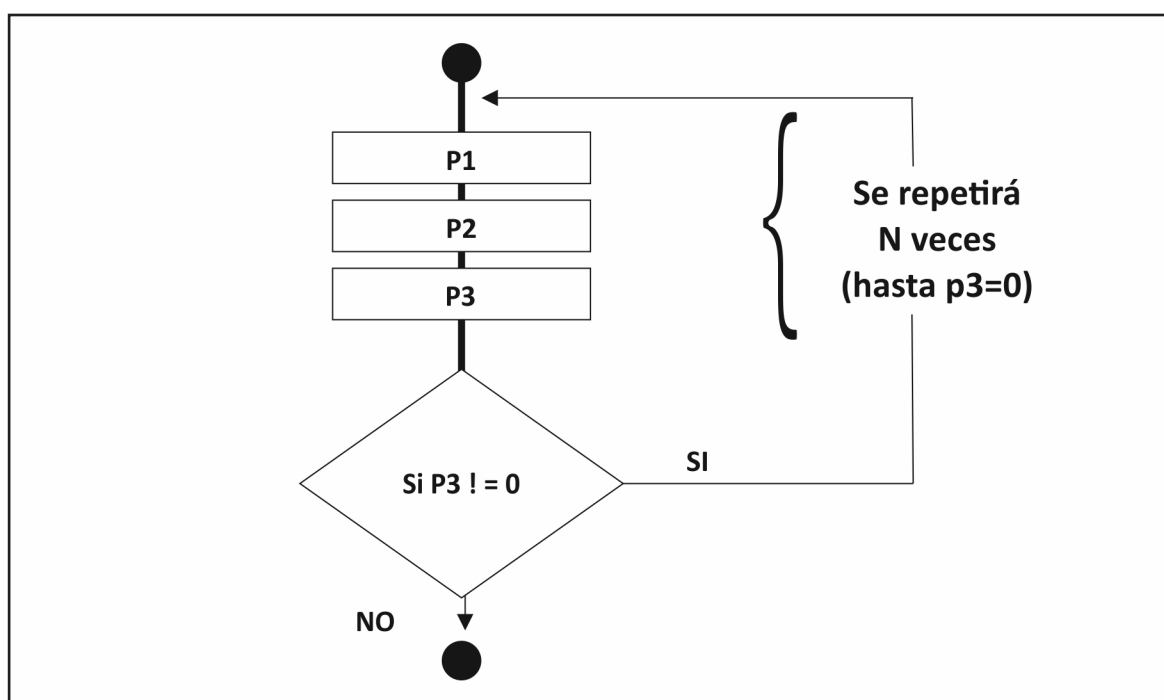 P1
P2
P3
Se repetirá
N veces
(hasta p3=0)
Si P3 ! = 0
SI
NO